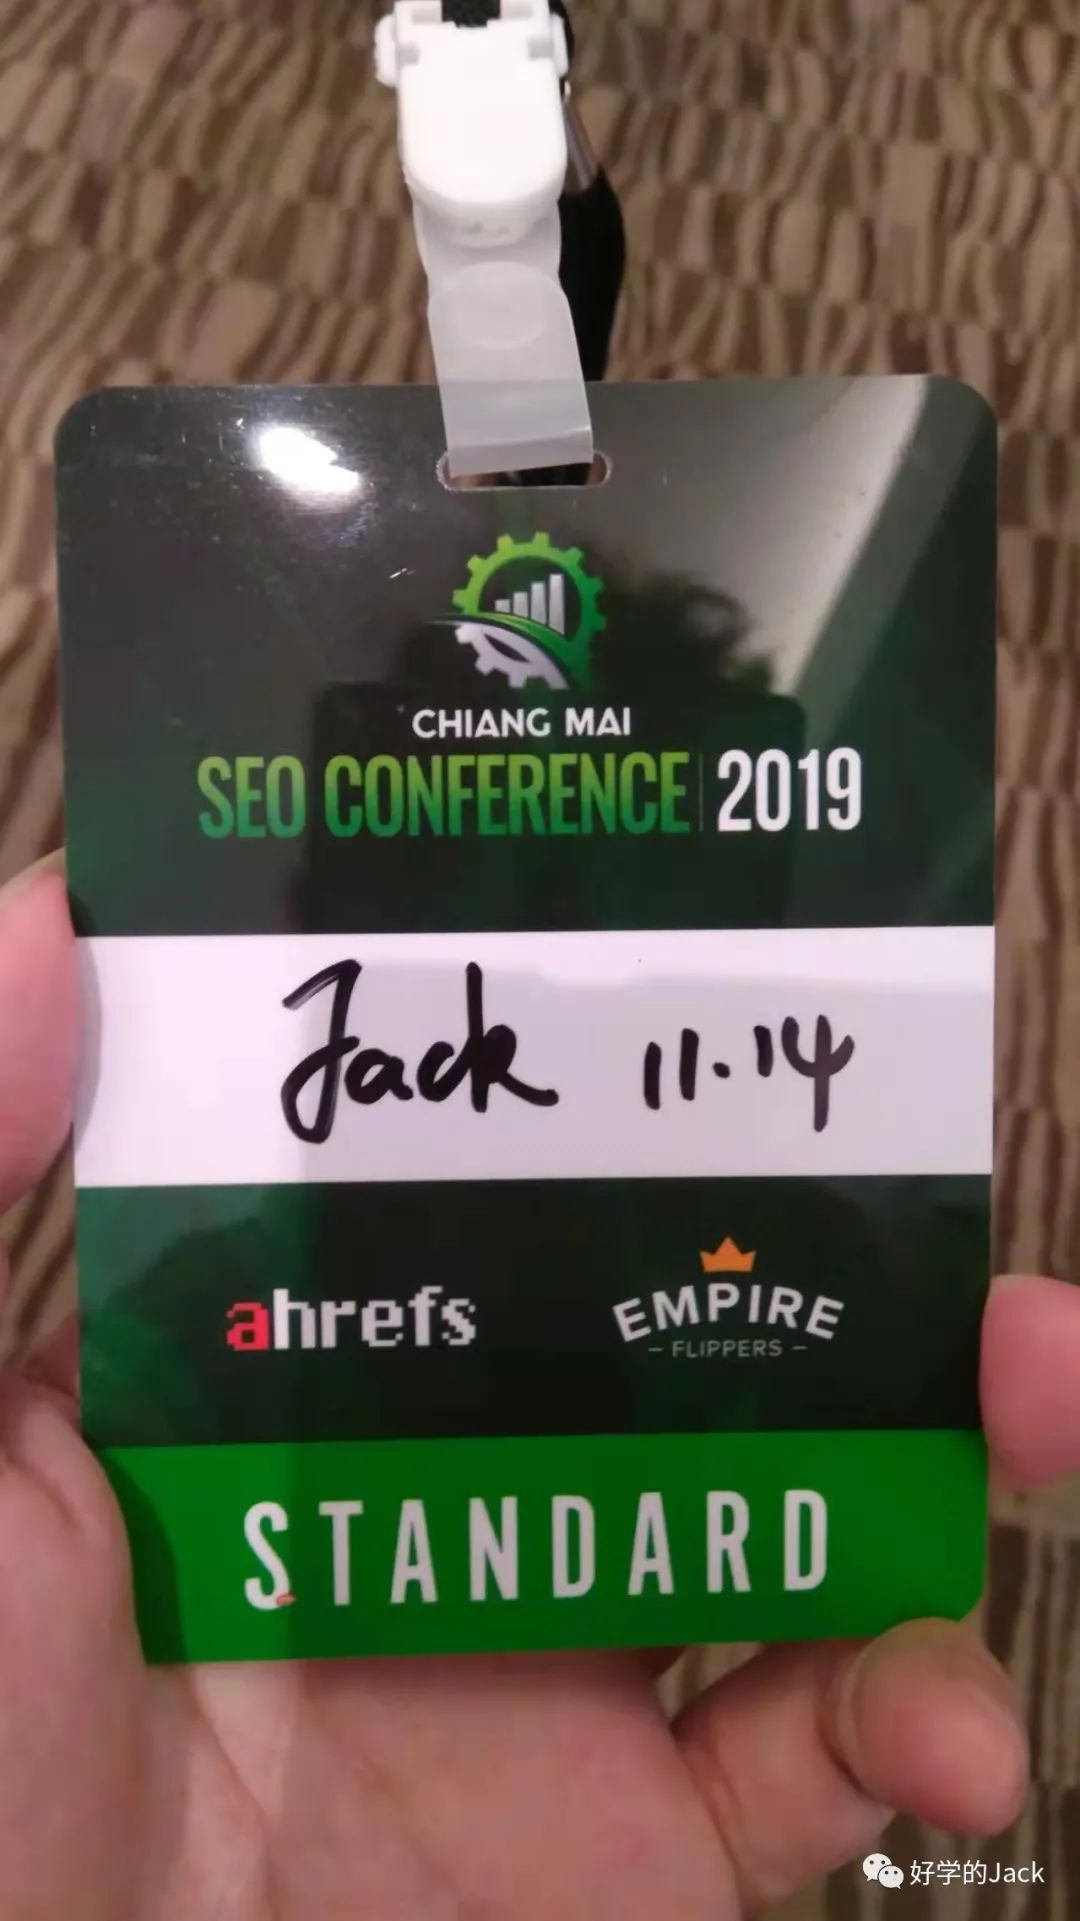 CHIANG MAI
SEO CONFERENCE 2019
Jack 11.14
ahrefs
EMPIRE
FLIPPERS
STANDARD
好学的Jack